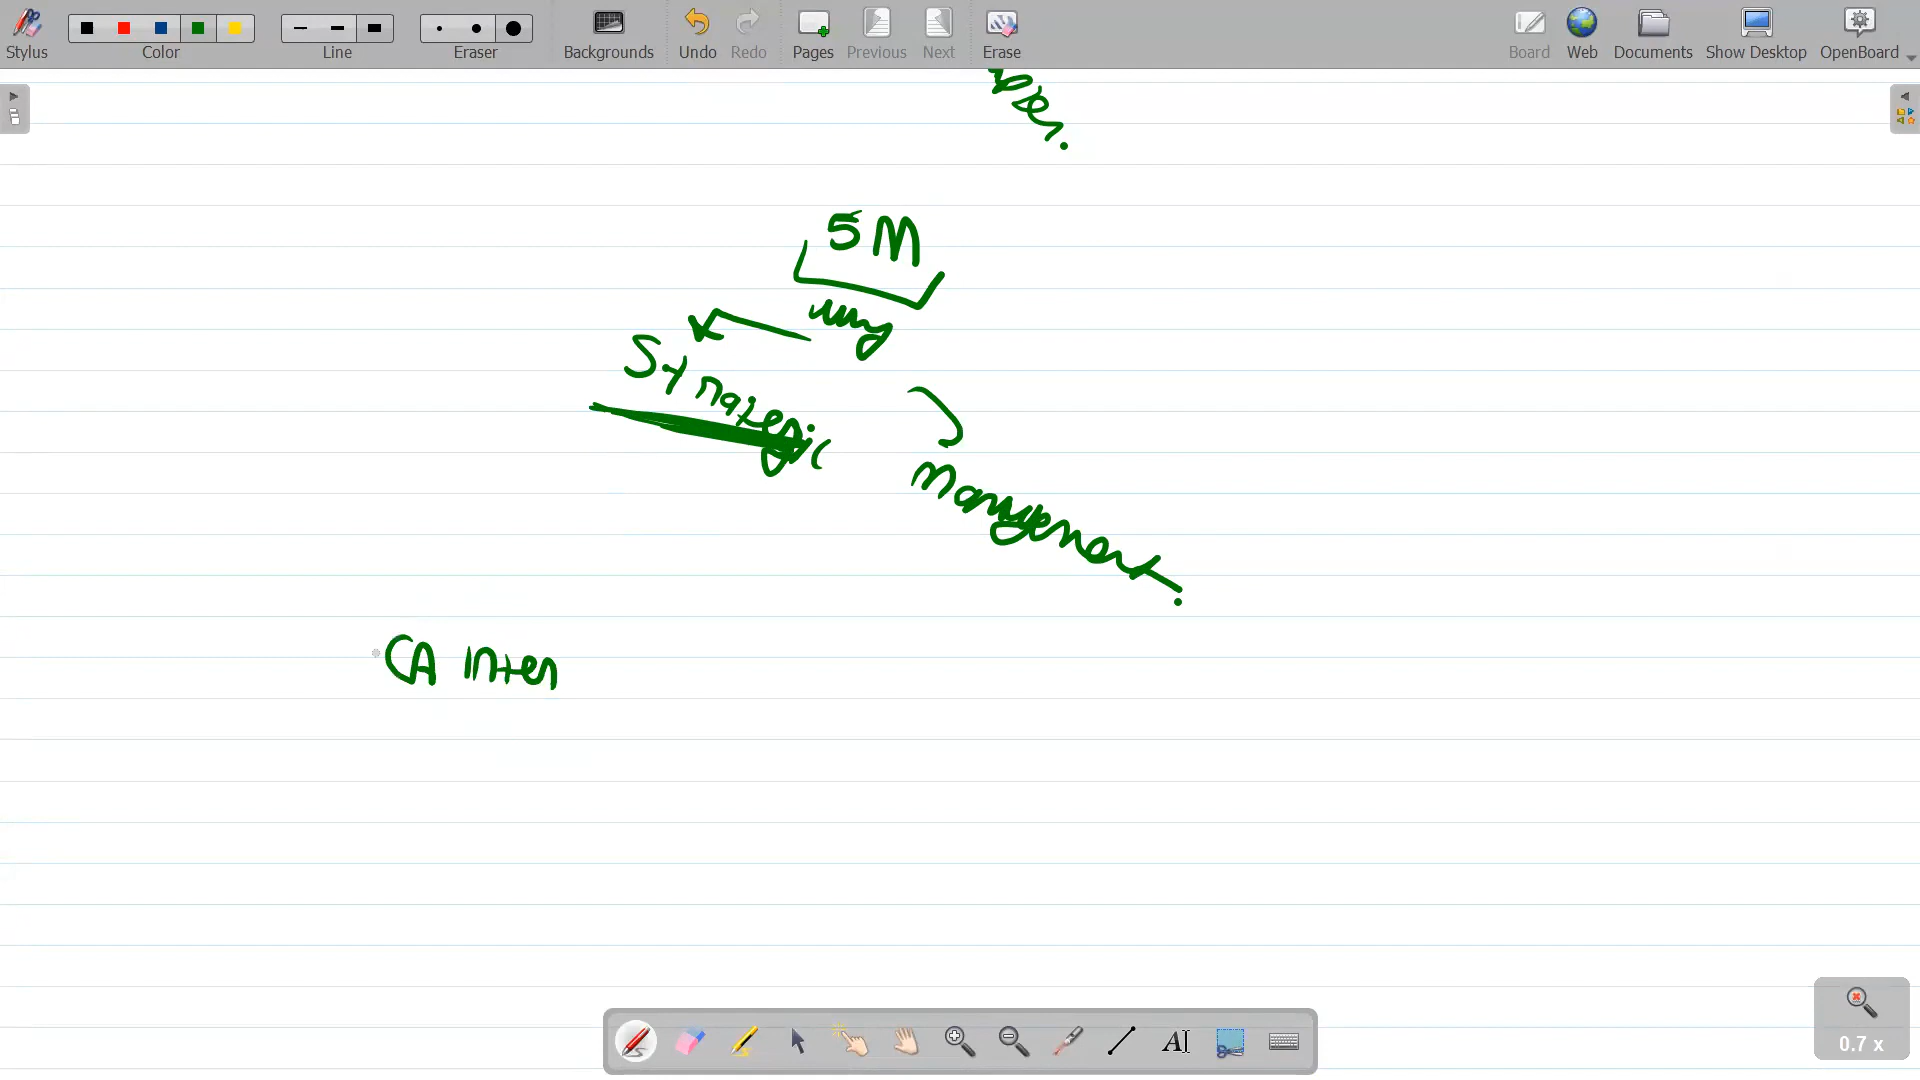 Stylus
Color
Line
Eraser
Backgrounds
Undo
Redo
Pages
Previous
Next
Erase
Board
Web
Documents
Show Desktop
OpenBoard
5M
Strategic
Management.
CA Inter
AI
0.7 x